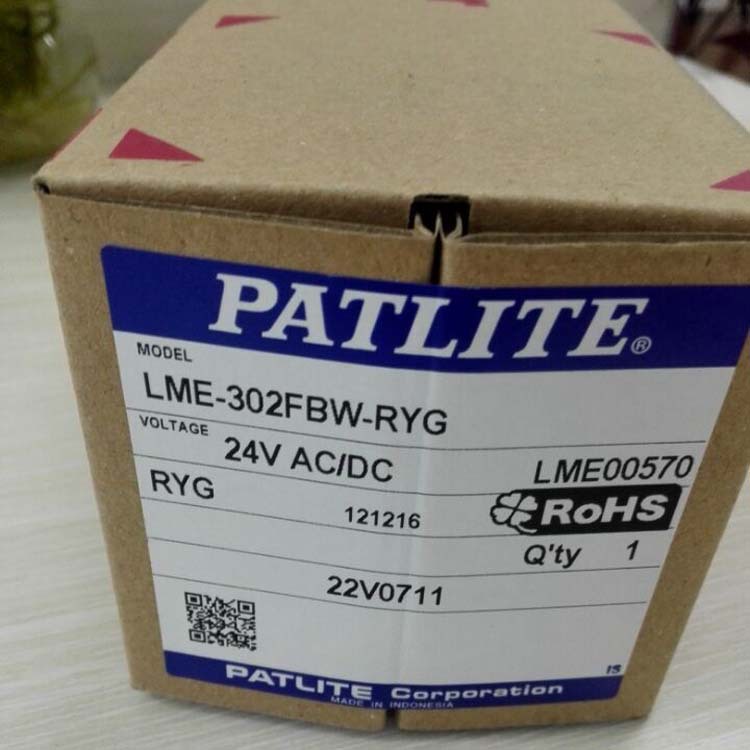 PATLITE®
MODEL
LME-302FBW-RYG
VOLTAGE
24V AC/DC
LME00570
RYG
121216
RoHS
Q'ty 1
22V0711
IS
PATLITE Corporation
MADE IN INDONESIA